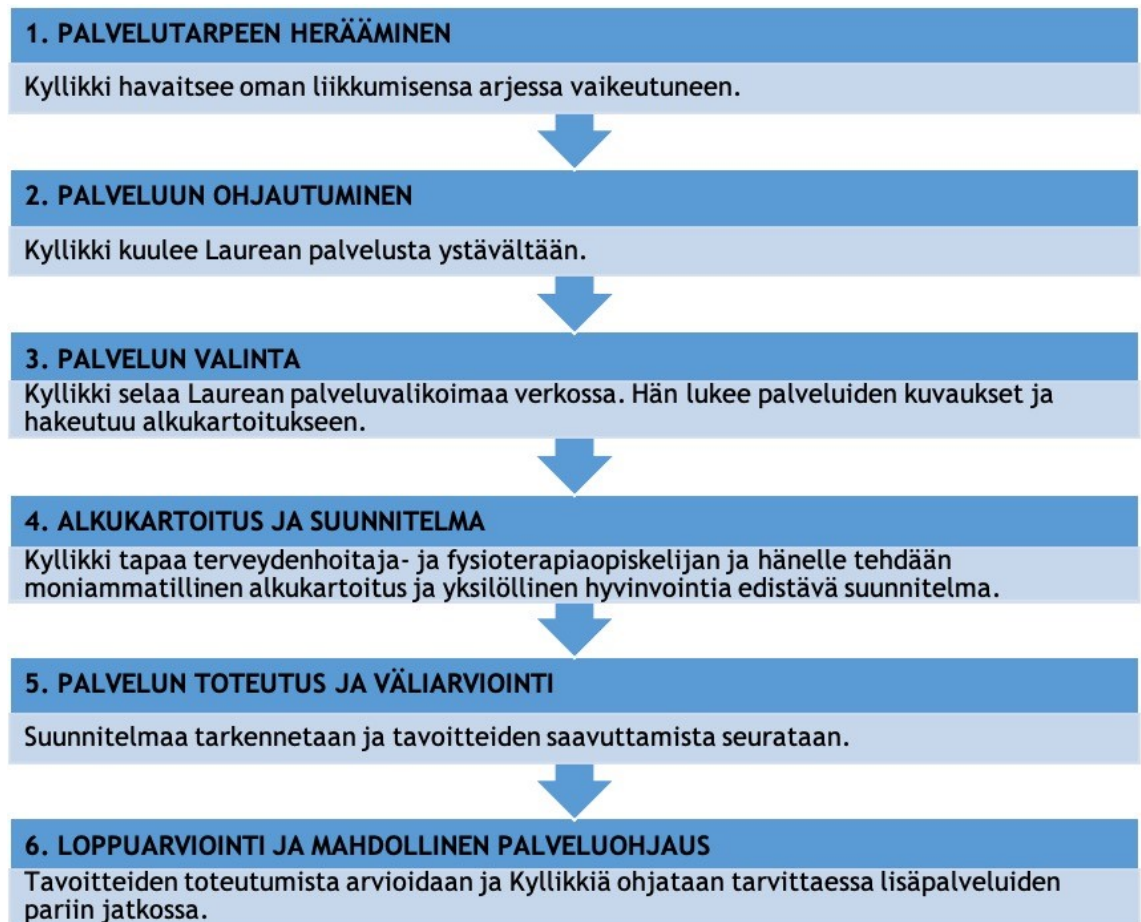 1. PALVELUTARPEEN HERÄÄMINEN
Kyllikki havaitsee oman liikkumisensa arjessa vaikeutuneen.
2. PALVELUUN OHJAUTUMINEN
Kyllikki kuulee Laurean palvelusta ystävältään.
3. PALVELUN VALINTA
Kyllikki selaa Laurean palveluvalikoimaa verkossa. Hän lukee palveluiden kuvaukset ja
hakeutuu alkukartoitukseen.
4. ALKUKARTOITUS JA SUUNNITELMA
Kyllikki tapaa terveydenhoitaja- ja fysioterapiaopiskelijan ja hänelle tehdään
moniammatillinen alkukartoitus ja yksilöllinen hyvinvointia edistävä suunnitelma.
5. PALVELUN TOTEUTUS JA VÄLIARVIOINTI
Suunnitelmaa tarkennetaan ja tavoitteiden saavuttamista seurataan.
6. LOPPUARVIOINTI JA MAHDOLLINEN PALVELUOHJAUS
Tavoitteiden toteutumista arvioidaan ja Kyllikkiä ohjataan tarvittaessa lisäpalveluiden
pariin jatkossa.